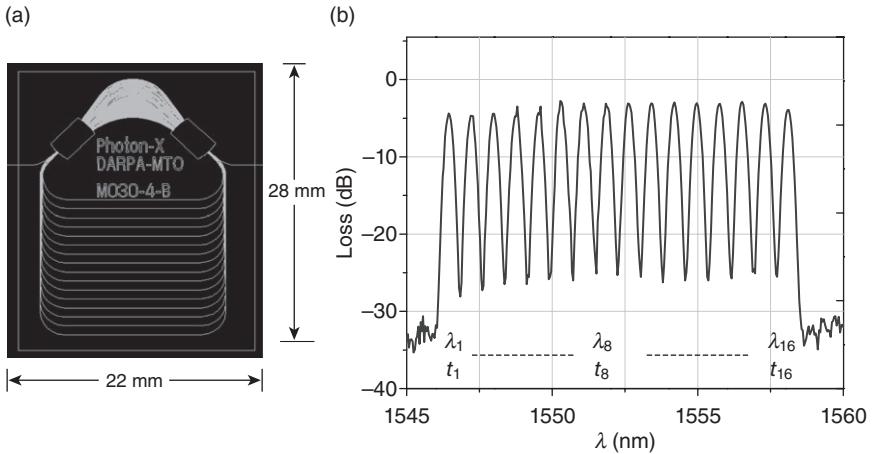 (a)
Photon-X
DARPA-MTO
MO3O-4-B
28 mm
22 mm
(b)
Loss (dB)
0
–10
–20
–30
–40
λ1 λ8 λ16
t1 t8 t16
1545 1550 1555 1560
λ (nm)